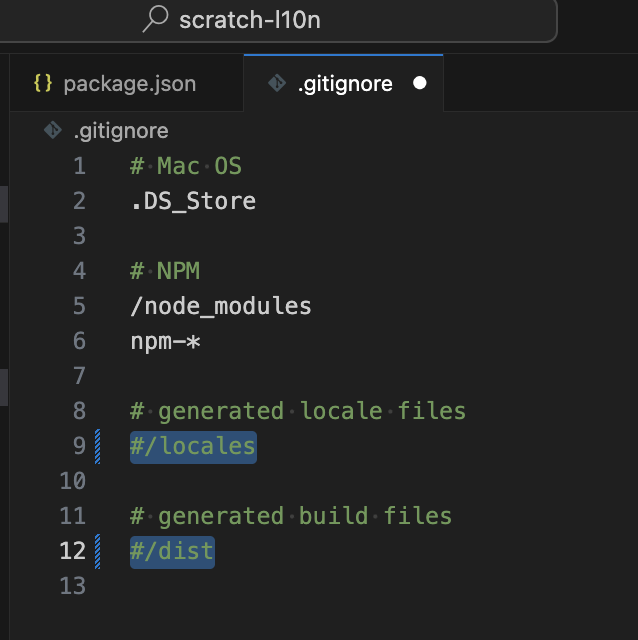 scratch-l10n
{} package.json .gitignore
.gitignore
1 # Mac OS
2 .DS_Store
3
4 # NPM
5 /node_modules
6 npm-*
7
8 # generated locale files
9 #/locales
10
11 # generated build files
12 #/dist
13